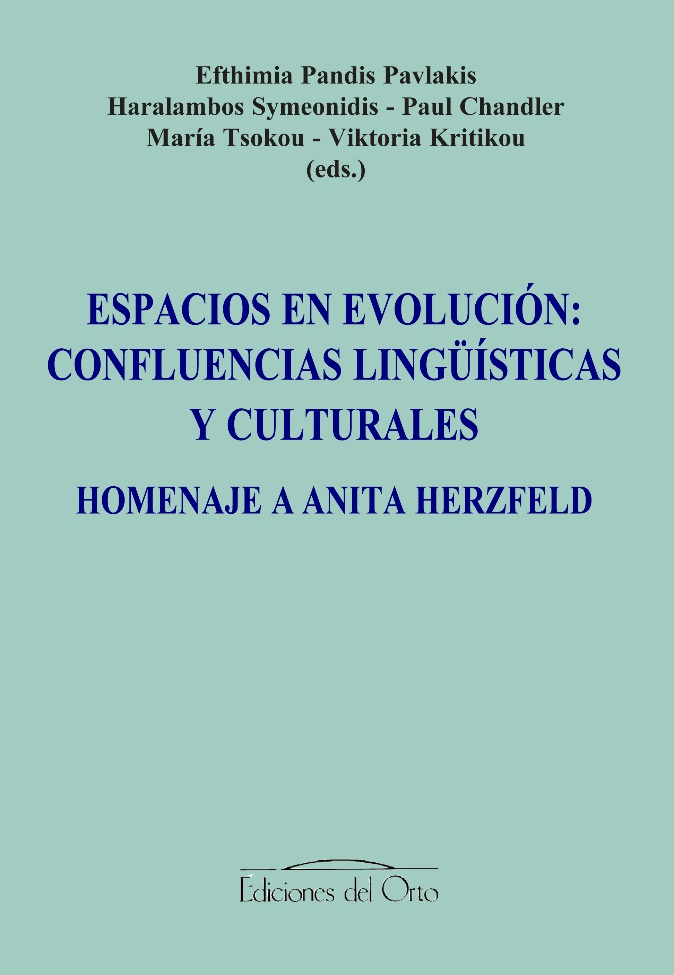 Efthimia Pandis Pavlakis
Haralambos Symeonidis - Paul Chandler
María Tsokou - Viktoria Kritikou
(eds.)
ESPACIOS EN EVOLUCIÓN:
CONFLUENCIAS LINGÜÍSTICAS
Y CULTURALES
HOMENAJE A ANITA HERZFELD
Ediciones del Orto